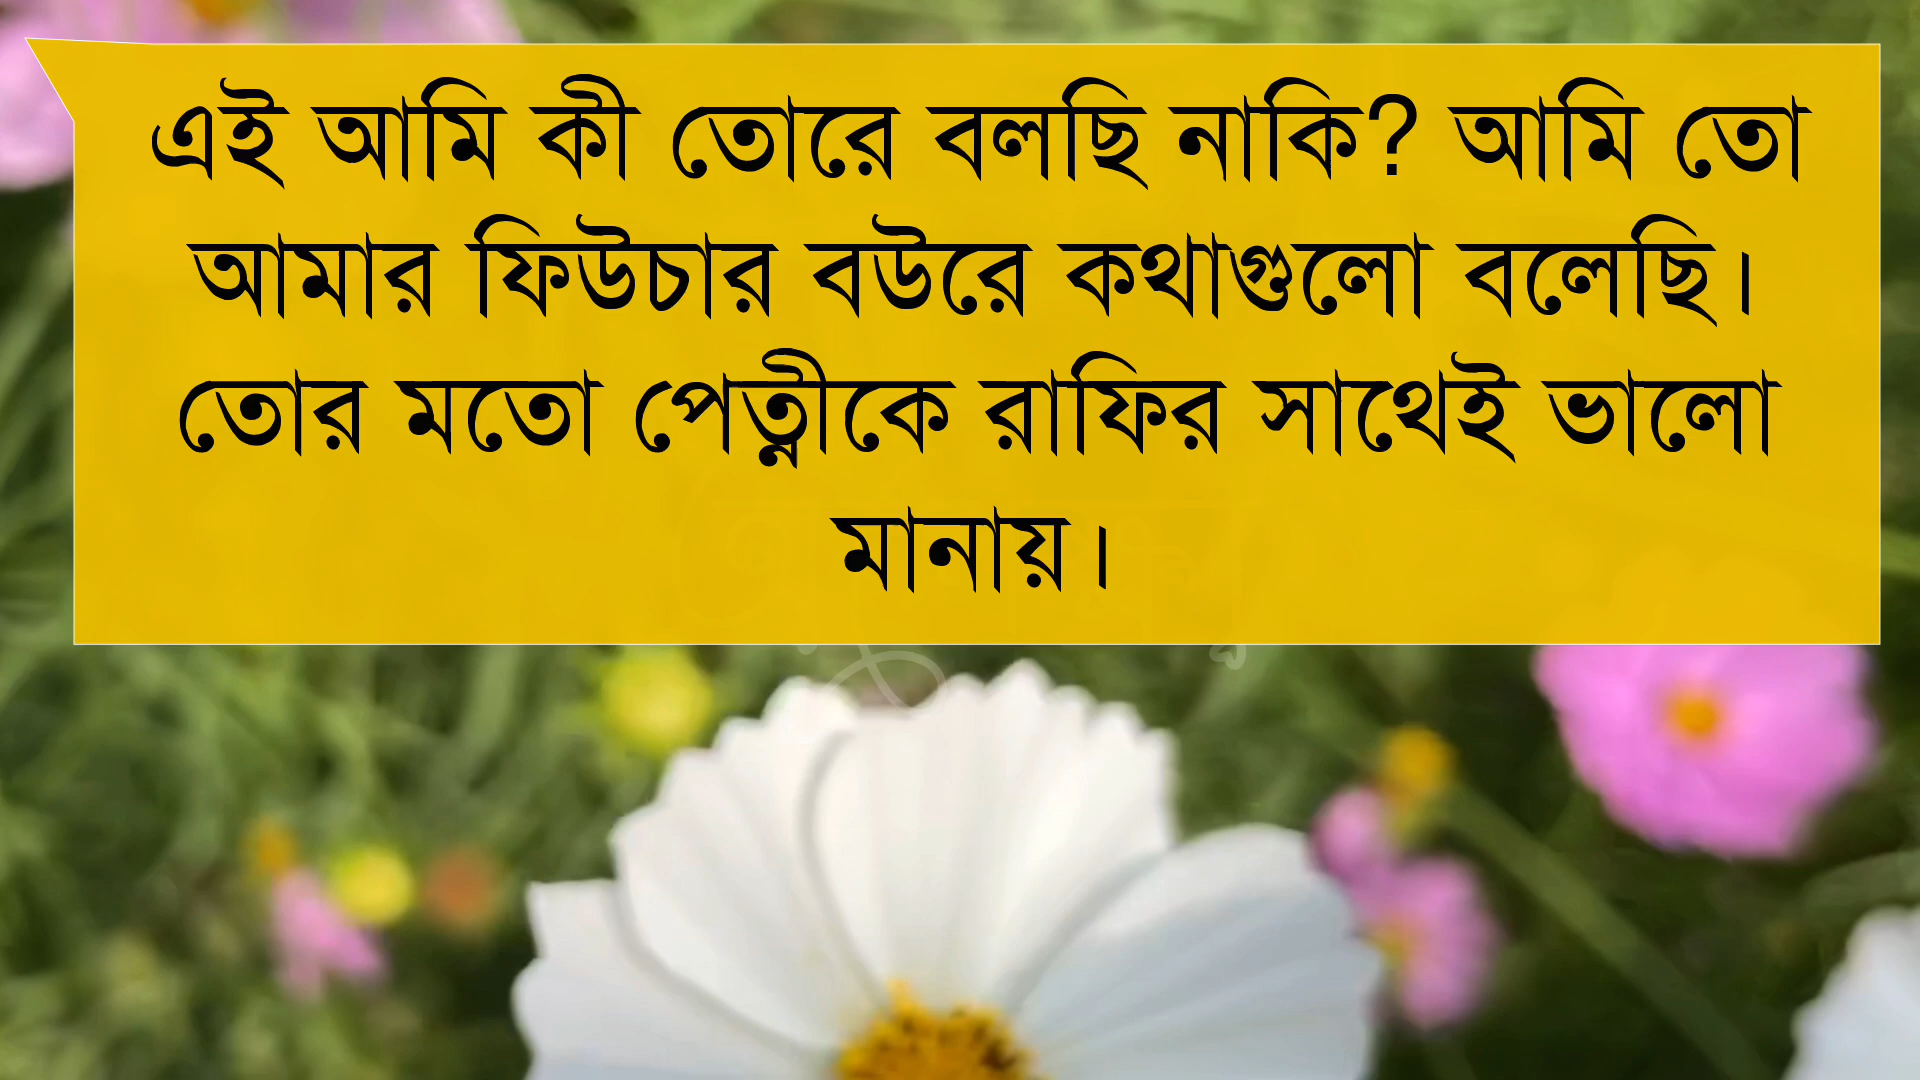 এই আমি কী তোরে বলছি নাকি? আমি তো
আমার ফিউচার বউরে কথাগুলো বলেছি।
তোর মতো পেত্নীকে রাফির সাথেই ভালো
মানায়।